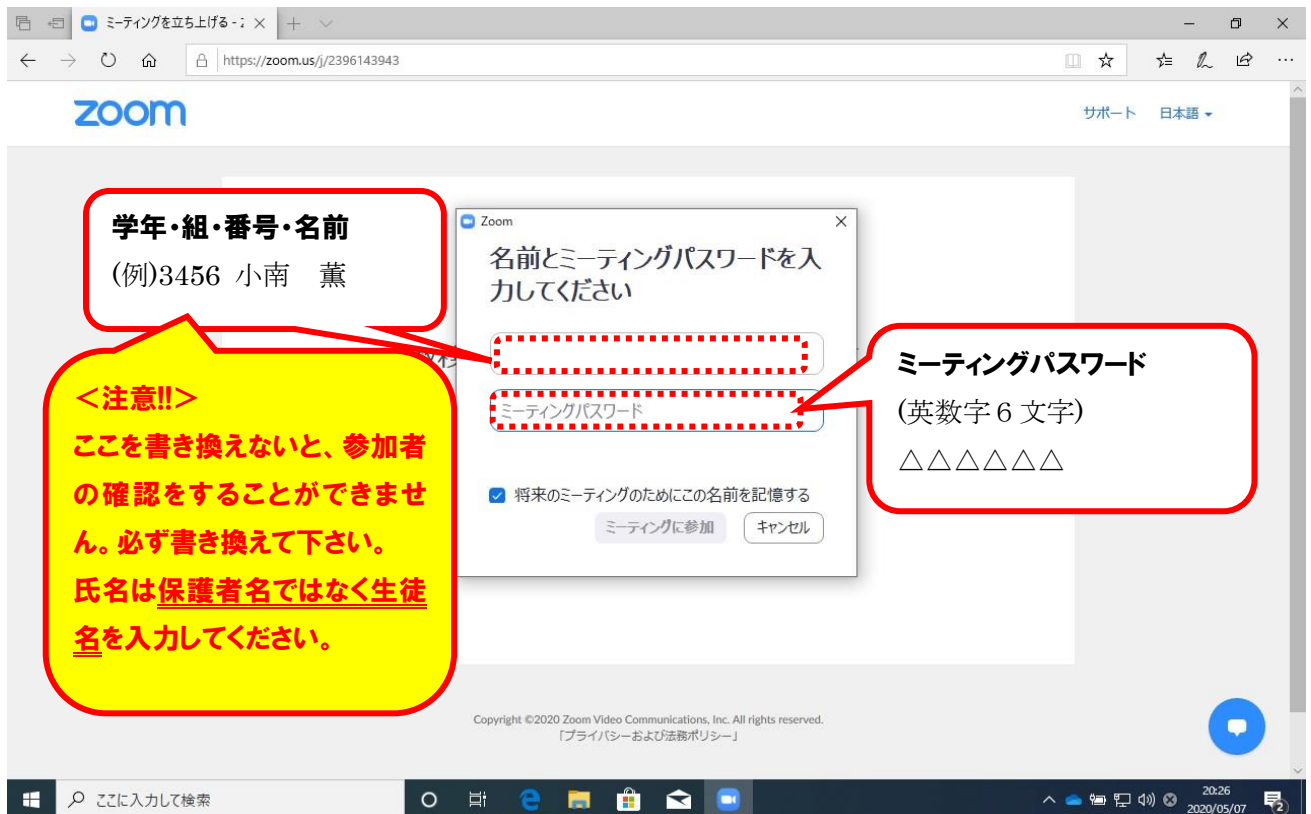 ミーティングを立ち上げる - Z
https://zoom.us/j/2396143943
zoom
サポート 日本語
学年・組・番号・名前
(例)3456 小南　薫
Zoom
名前とミーティングパスワードを入
力してください
ミーティングパスワード
将来のミーティングのためにこの名前を記憶する
ミーティングに参加 キャンセル
ミーティングパスワード
(英数字６文字)
△△△△△△
＜注意!!＞
ここを書き換えないと、参加者
の確認をすることができませ
ん。必ず書き換えて下さい。
氏名は保護者名ではなく生徒
名を入力してください。
Copyright ©2020 Zoom Video Communications, Inc. All rights reserved.
「プライバシーおよび法務ポリシー」
ここに入力して検索
20:26
2020/05/07
2